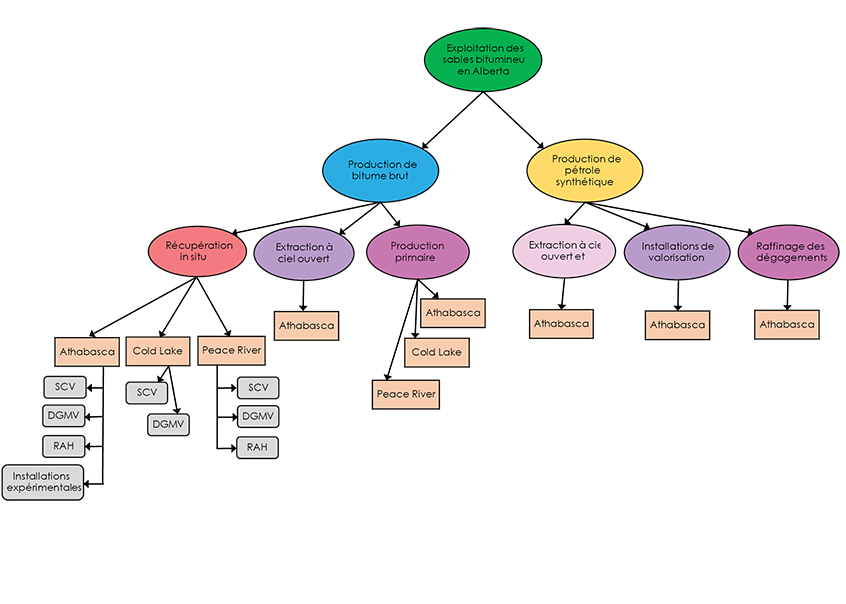 Exploitation des
sables bitumineu
en Alberta
Production de
bitume brut
Production de
pétrole
synthétique
Récupération
in situ
Extraction à
ciel ouvert
Production
primaire
Extraction à cie
ouvert et
Installations de
valorisation
Raffinage des
dégagements
Athabasca
Cold Lake
Peace River
Athabasca
Athabasca
Cold Lake
Peace River
Athabasca
Athabasca
Athabasca
SCV
DGMV
RAH
Installations
expérimentales
SCV
DGMV
SCV
DGMV
RAH